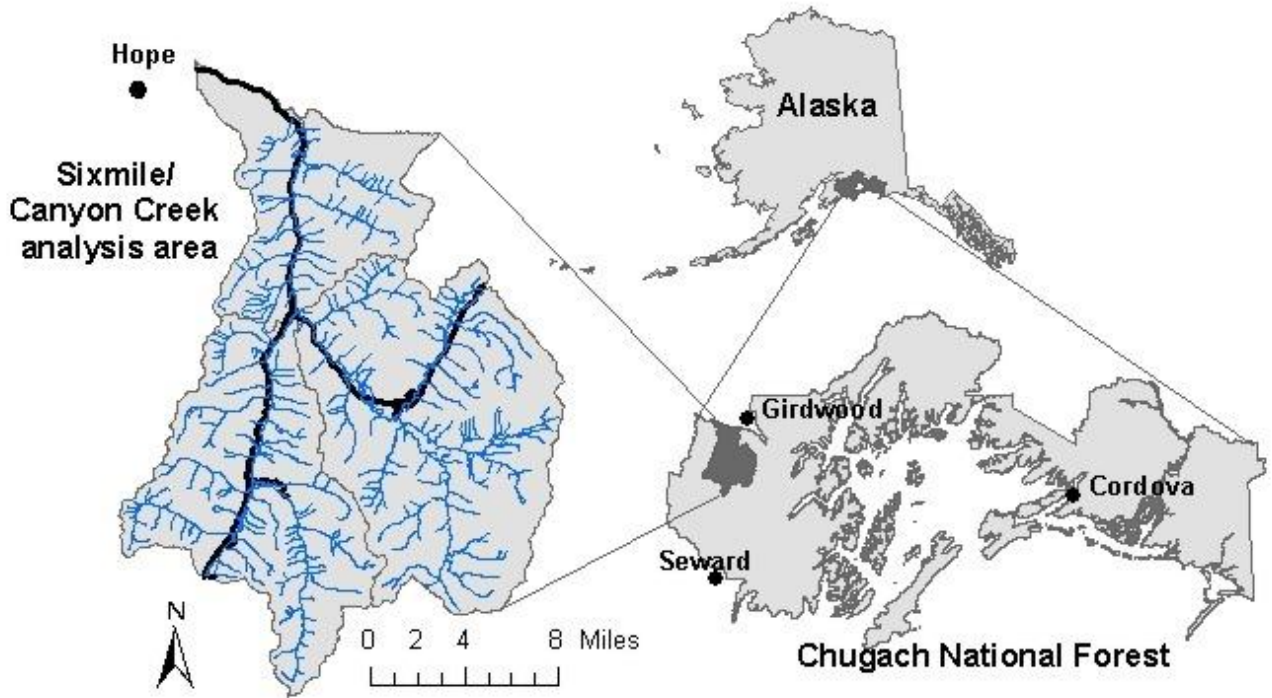 Hope
Sixmile/
Canyon Creek
analysis area
N
0 2 4 8 Miles
Alaska
Girdwood
Cordova
Seward
Chugach National Forest